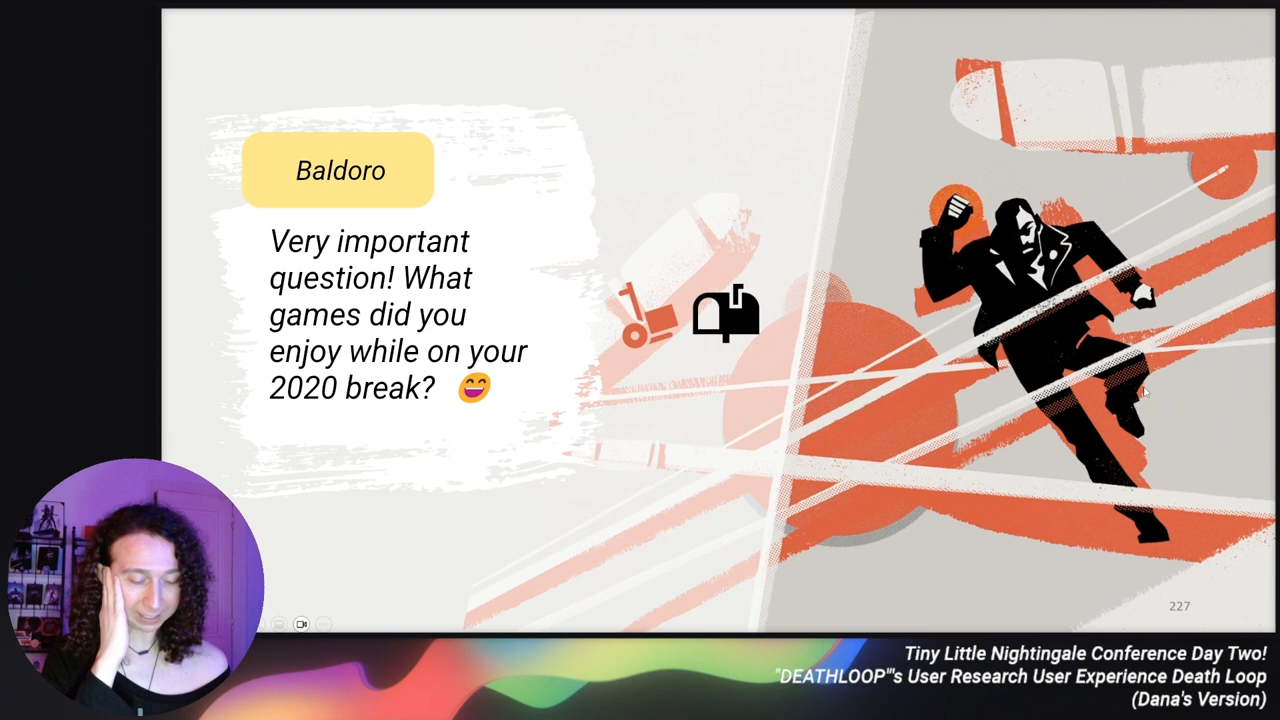 Baldoro
Very important
question! What
games did you
enjoy while on your
2020 break? 😄
227
Tiny Little Nightingale Conference Day Two!
"DEATHLOOP"'s User Research User Experience Death Loop
(Dana's Version)